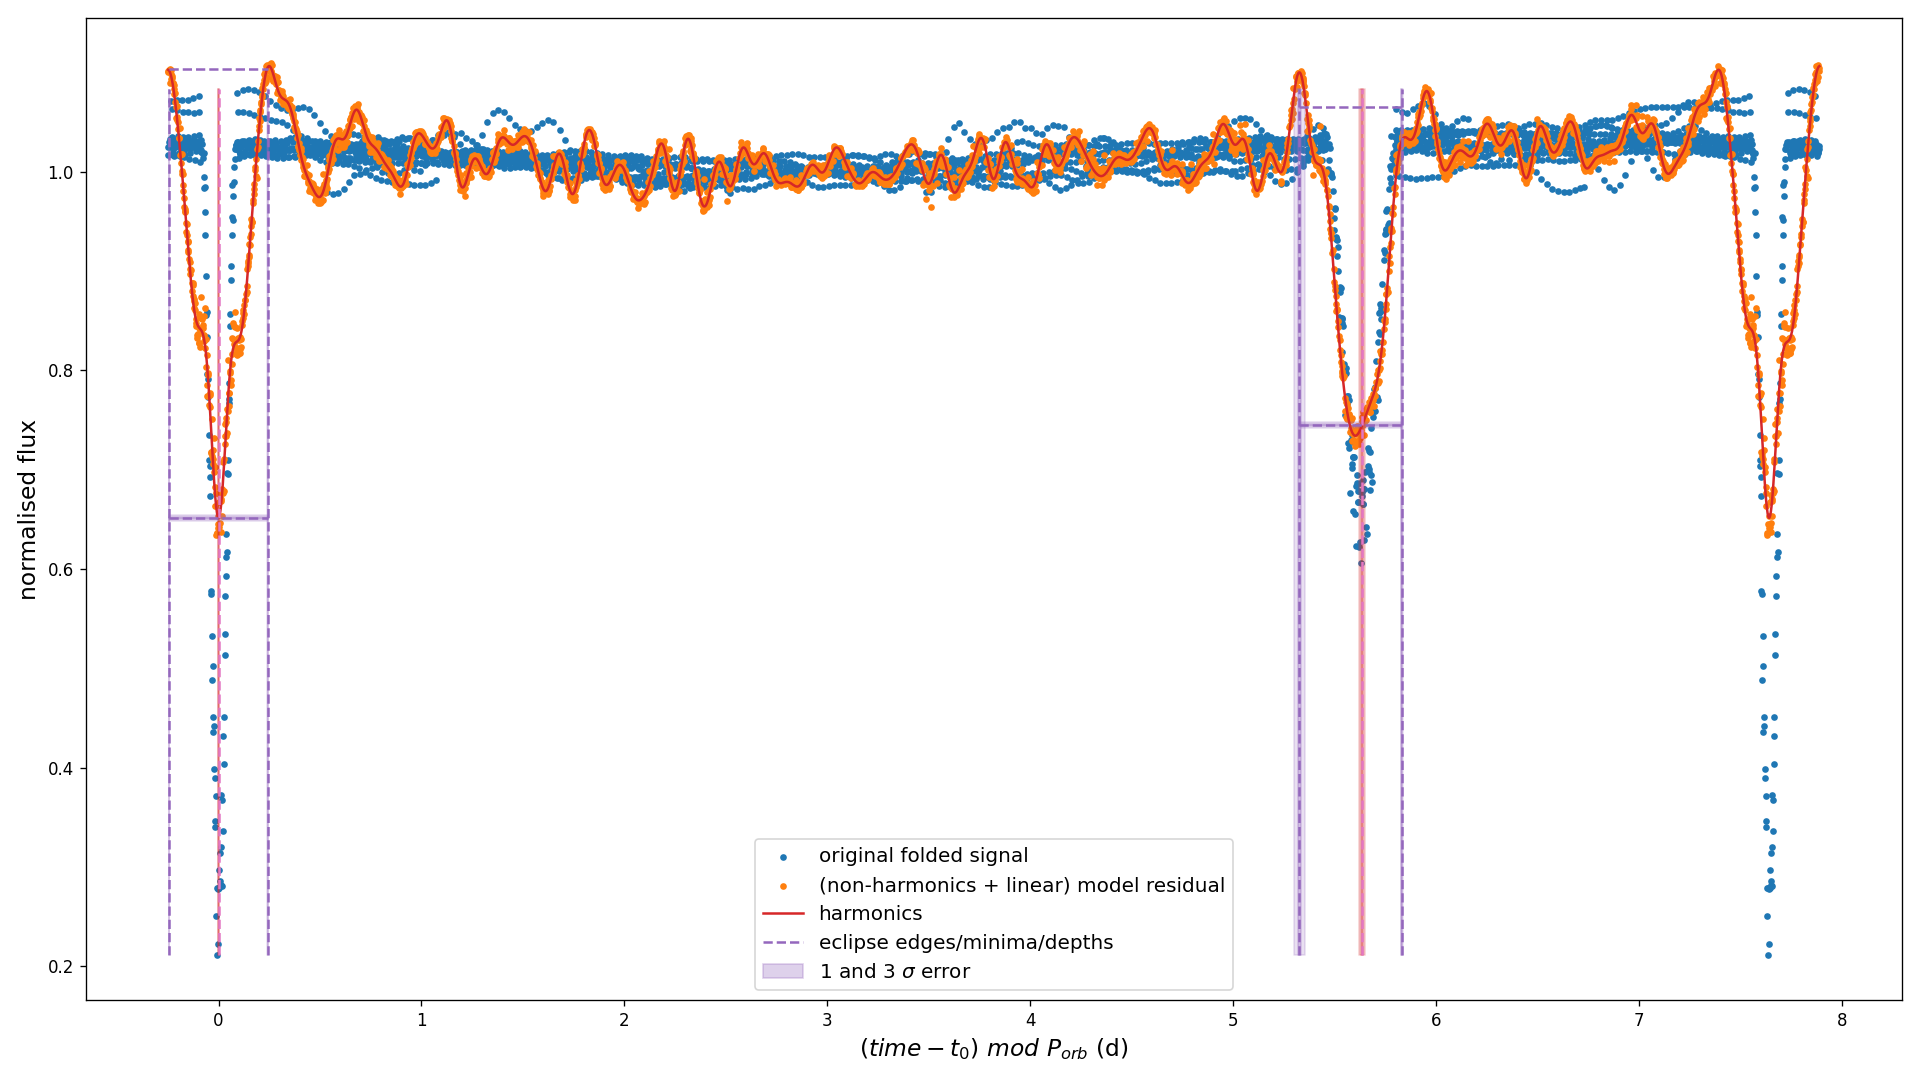 normalised flux
1.0
0.8
0.6
0.4
0.2
original folded signal
(non-harmonics + linear) model residual
harmonics
eclipse edges/minima/depths
1 and 3 σ error
0 1 2 3 4 5 6 7 8
(time − t₀) mod Pₒᵣ♭ (d)